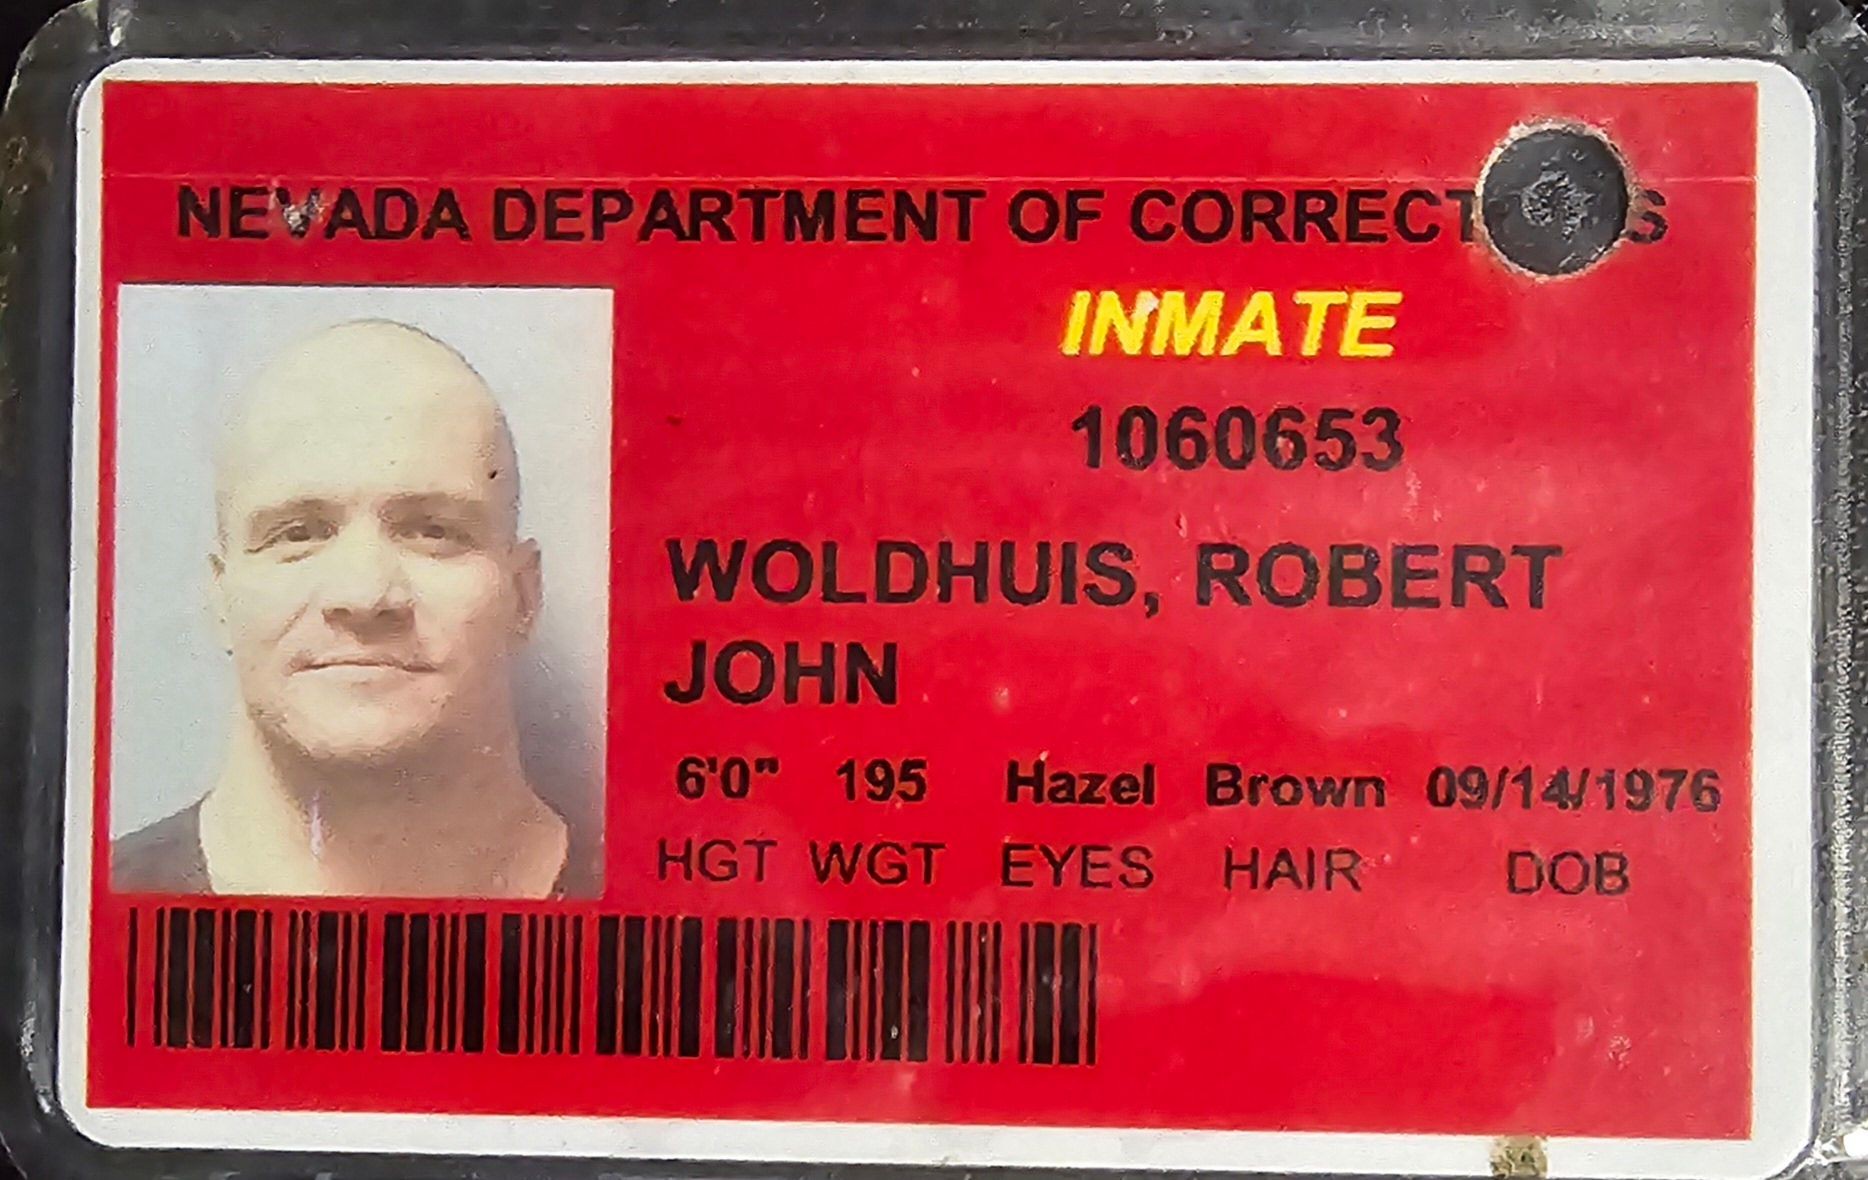 NEVADA DEPARTMENT OF
INMATE
1060653
WOLDHUIS, ROBERT
JOHN
6'0" 195 Hazel Brown 09/14/1976
HGT WGT EYES HAIR DOB